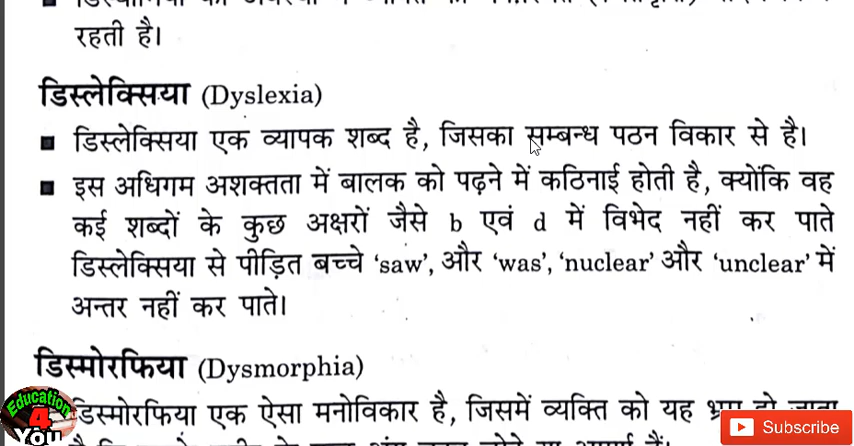 रहती है।
डिस्लेक्सिया (Dyslexia)
■ डिस्लेक्सिया एक व्यापक शब्द है, जिसका सम्बन्ध पठन विकार से है।
■ इस अधिगम अशक्तता में बालक को पढ़ने में कठिनाई होती है, क्योंकि वह
कई शब्दों के कुछ अक्षरों जैसे b एवं d में विभेद नहीं कर पाते
डिस्लेक्सिया से पीड़ित बच्चे ‘saw’, और ‘was’, ‘nuclear’ और ‘unclear’ में
अन्तर नहीं कर पाते।
डिस्मोरफिया (Dysmorphia)
डिस्मोरफिया एक ऐसा मनोविकार है, जिसमें व्यक्ति को यह
Education
4
You
Subscribe